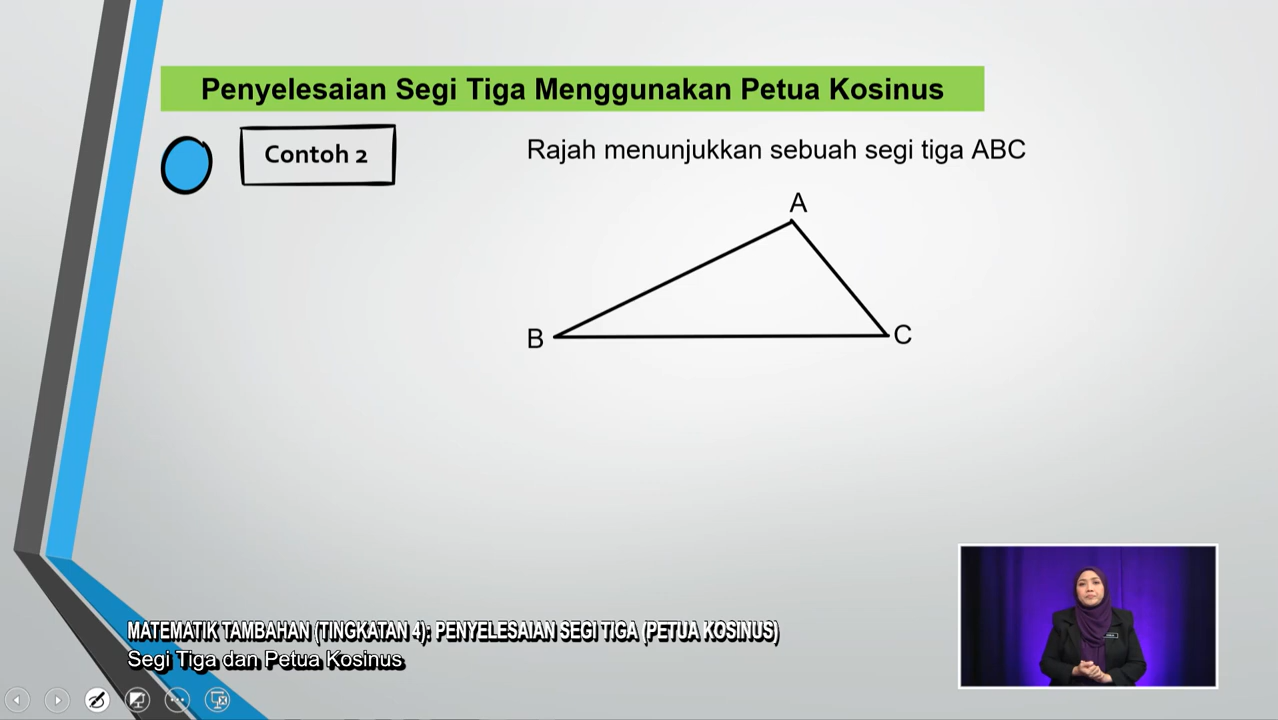 Penyelesaian Segi Tiga Menggunakan Petua Kosinus
Contoh 2
Rajah menunjukkan sebuah segi tiga ABC
A
B
C
MATEMATIK TAMBAHAN (TINGKATAN 4): PENYELESAIAN SEGI TIGA (PETUA KOSINUS)
Segi Tiga dan Petua Kosinus